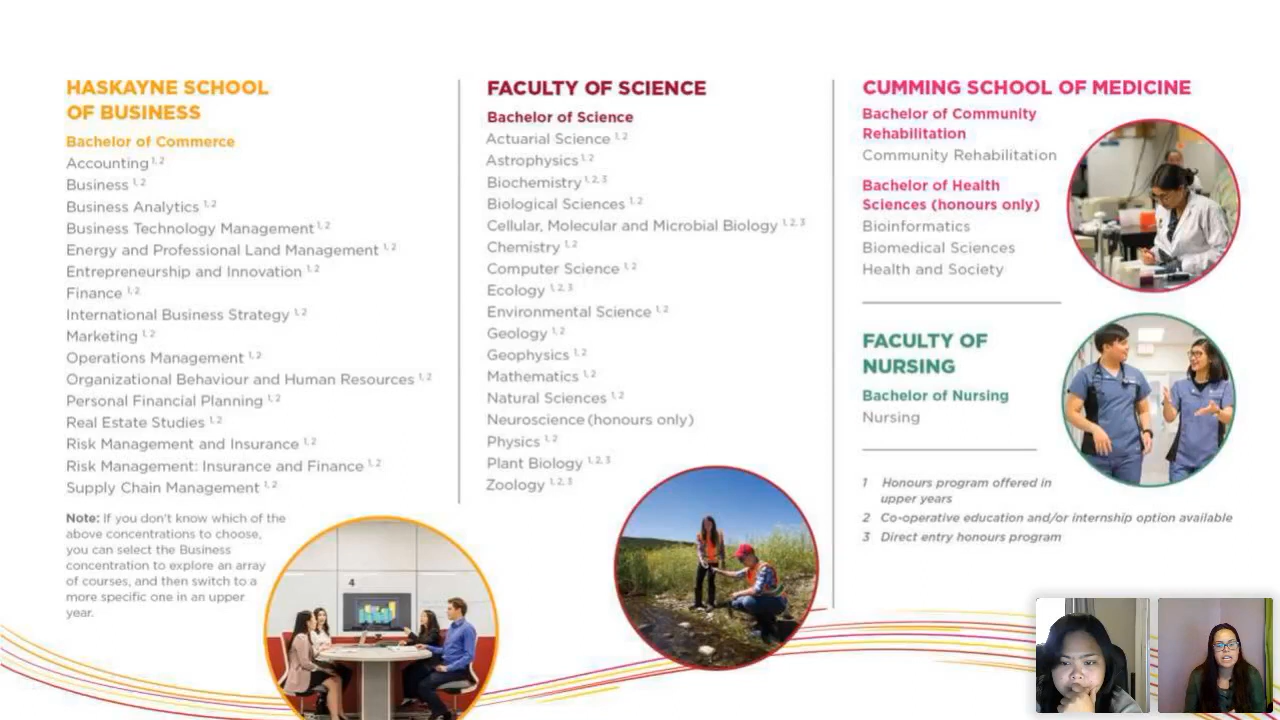 HASKAYNE SCHOOL
OF BUSINESS
Bachelor of Commerce
Accounting 1, 2
Business 1, 2
Business Analytics 1, 2
Business Technology Management 1, 2
Energy and Professional Land Management 1, 2
Entrepreneurship and Innovation 1, 2
Finance 1, 2
International Business Strategy 1, 2
Marketing 1, 2
Operations Management 1, 2
Organizational Behaviour and Human Resources 1, 2
Personal Financial Planning 1, 2
Real Estate Studies 1, 2
Risk Management and Insurance 1, 2
Risk Management: Insurance and Finance 1, 2
Supply Chain Management 1, 2
Note: If you don't know which of the
above concentrations to choose,
you can select the Business
concentration to explore an array
of courses, and then switch to a
more specific one in an upper
year.
4
FACULTY OF SCIENCE
Bachelor of Science
Actuarial Science 1, 2
Astrophysics 1, 2
Biochemistry 1, 2, 3
Biological Sciences 1, 2
Cellular, Molecular and Microbial Biology 1, 2, 3
Chemistry 1, 2
Computer Science 1, 2
Ecology 1, 2, 3
Environmental Science 1, 2
Geology 1, 2
Geophysics 1, 2
Mathematics 1, 2
Natural Sciences 1, 2
Neuroscience (honours only)
Physics 1, 2
Plant Biology 1, 2, 3
Zoology 1, 2, 3
CUMMING SCHOOL OF MEDICINE
Bachelor of Community
Rehabilitation
Community Rehabilitation
Bachelor of Health
Sciences (honours only)
Bioinformatics
Biomedical Sciences
Health and Society
FACULTY OF
NURSING
Bachelor of Nursing
Nursing
1 Honours program offered in
upper years
2 Co-operative education and/or internship option available
3 Direct entry honours program